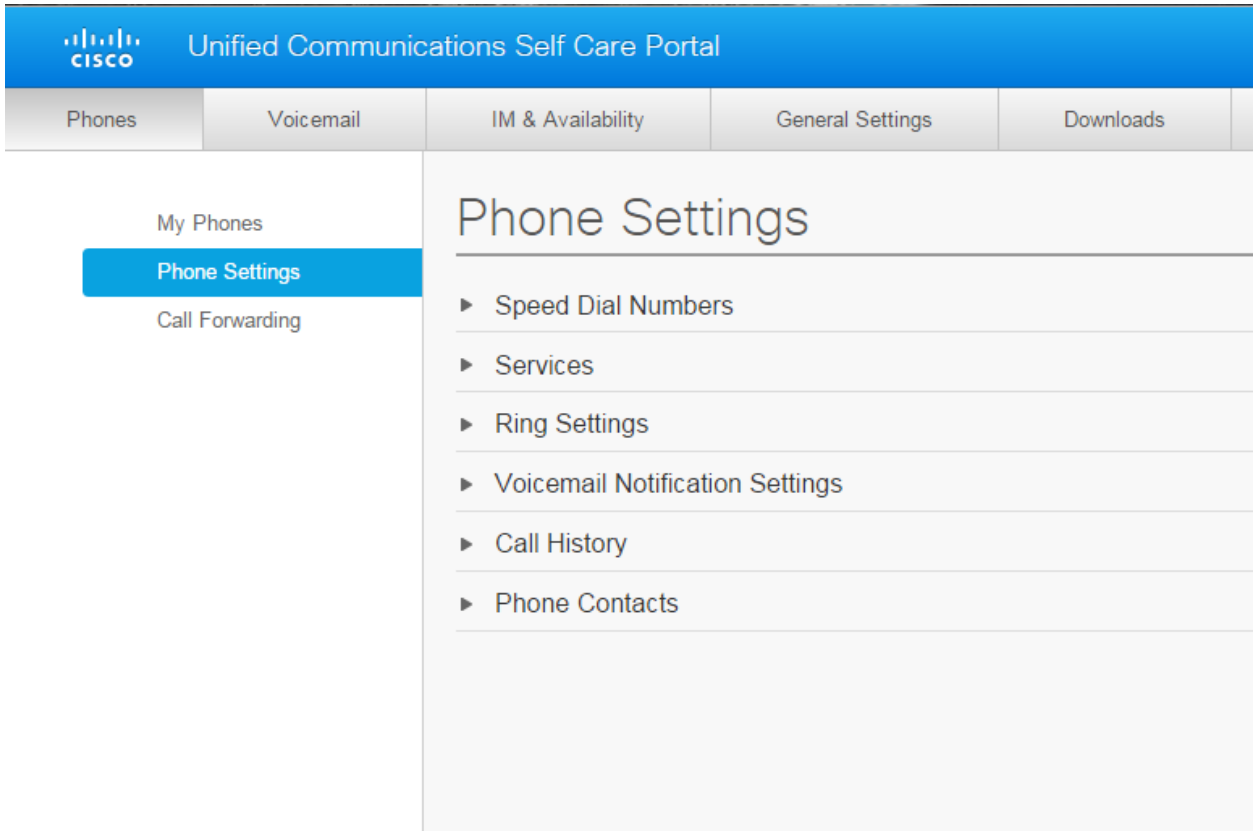 CISCO Unified Communications Self Care Portal
Phones Voicemail IM & Availability General Settings Downloads
My Phones
Phone Settings
Call Forwarding
Phone Settings
Speed Dial Numbers
Services
Ring Settings
Voicemail Notification Settings
Call History
Phone Contacts